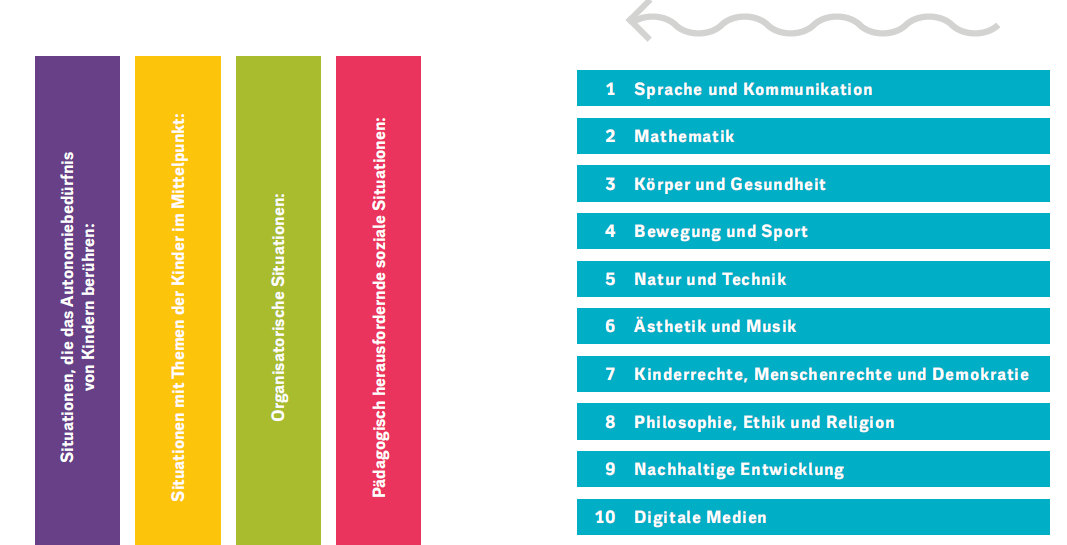 Situationen, die das Autonomiebedürfnis
von Kindern berühren:
Situationen mit Themen der Kinder im Mittelpunkt:
Organisatorische Situationen:
Pädagogisch herausfordernde soziale Situationen:
1 Sprache und Kommunikation
2 Mathematik
3 Körper und Gesundheit
4 Bewegung und Sport
5 Natur und Technik
6 Ästhetik und Musik
7 Kinderrechte, Menschenrechte und Demokratie
8 Philosophie, Ethik und Religion
9 Nachhaltige Entwicklung
10 Digitale Medien